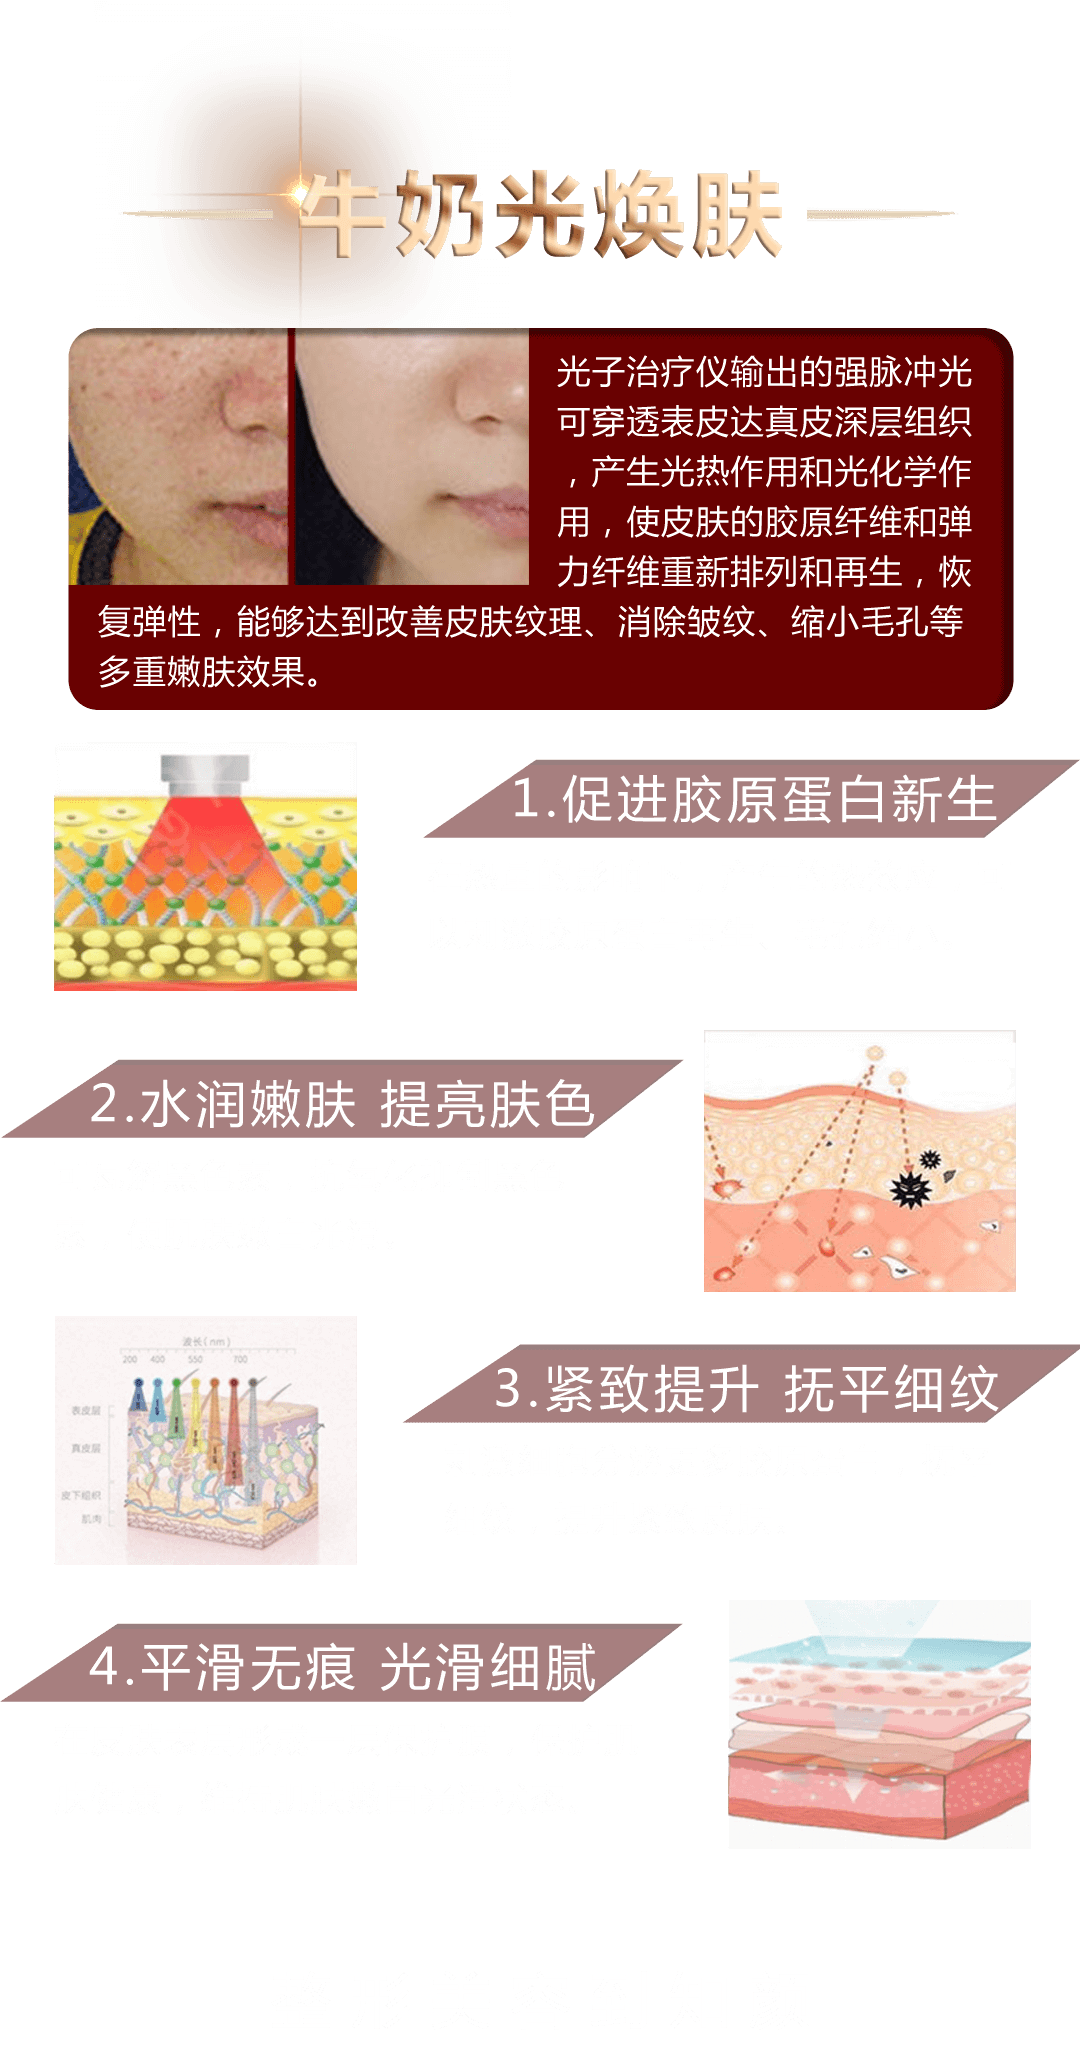 牛奶光焕肤
光子治疗仪输出的强脉冲光
可穿透表皮达真皮深层组织
，产生光热作用和光化学作
用，使皮肤的胶原纤维和弹
力纤维重新排列和再生，恢
复弹性，能够达到改善皮肤纹理、消除皱纹、缩小毛孔等
多重嫩肤效果。
1.促进胶原蛋白新生
2.水润嫩肤 提亮肤色
波长(nm)
200 400 550 700
表皮层
真皮层
皮下组织
肌肉
3.紧致提升 抚平细纹
4.平滑无痕 光滑细腻